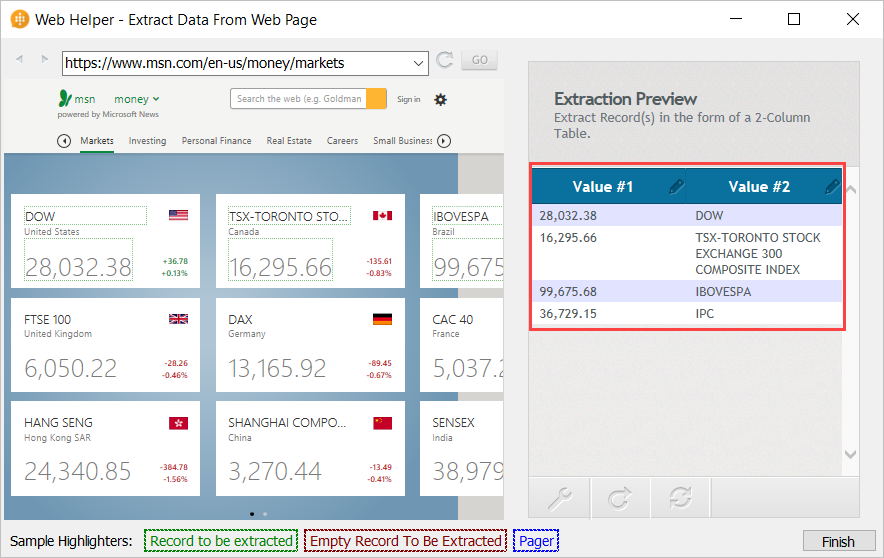 Web Helper - Extract Data From Web Page
https://www.msn.com/en-us/money/markets
GO
msn money
powered by Microsoft News
Search the web (e.g. Goldman
Sign in
Markets Investing Personal Finance Real Estate Careers Small Business
DOW
United States
28,032.38
+36.78
+0.13%
TSX-TORONTO STO...
Canada
16,295.66
-135.61
-0.83%
IBOVESPA
Brazil
99,675
FTSE 100
United Kingdom
6,050.22
-28.26
-0.46%
DAX
Germany
13,165.92
-89.45
-0.67%
CAC 40
France
5,037.2
HANG SENG
Hong Kong SAR
24,340.85
-384.78
-1.56%
SHANGHAI COMPO...
China
3,270.44
-13.49
-0.41%
SENSEX
India
38,979
Extraction Preview
Extract Record(s) in the form of a 2-Column
Table.
Value #1 Value #2
28,032.38 DOW
16,295.66 TSX-TORONTO STOCK
EXCHANGE 300
COMPOSITE INDEX
99,675.68 IBOVESPA
36,729.15 IPC
Sample Highlighters: Record to be extracted Empty Record To Be Extracted Pager
Finish